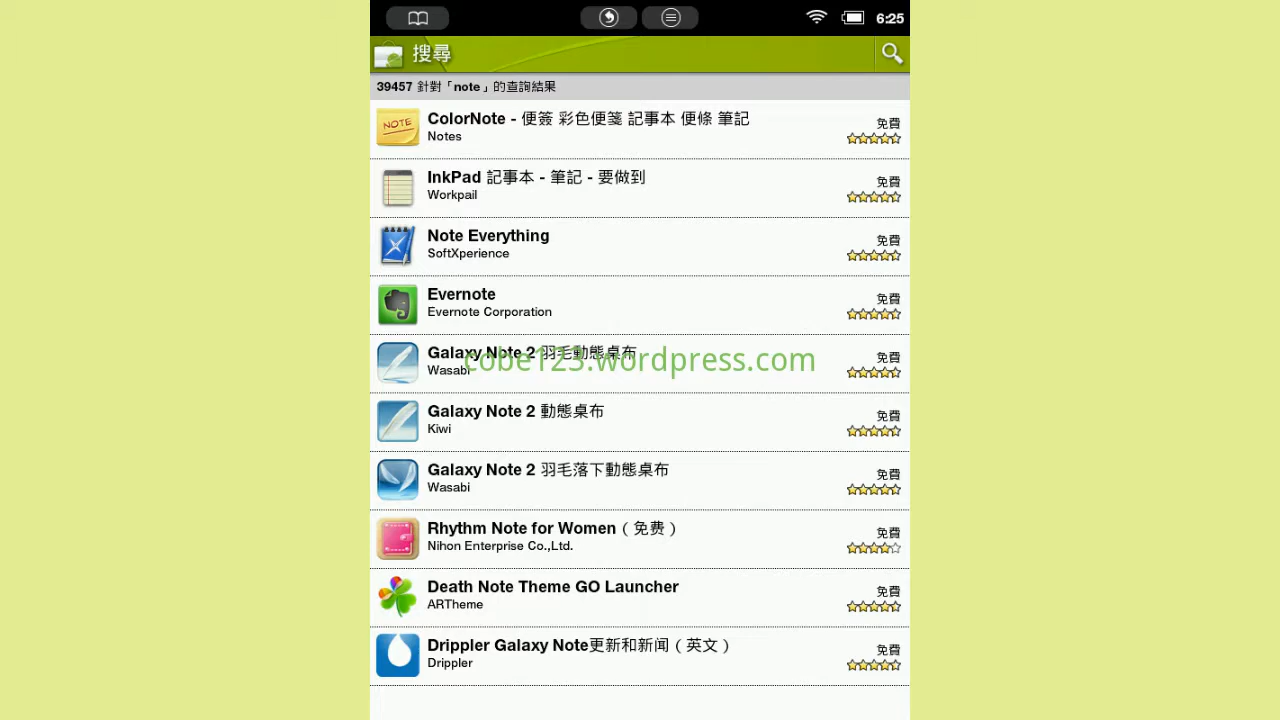 6:25
搜尋
39457 針對「note」的查詢結果
NOTE
ColorNote - 便簽 彩色便箋 記事本 便條 筆記
Notes
免費
InkPad 記事本 - 筆記 - 要做到
Workpail
免費
Note Everything
SoftXperience
免費
Evernote
Evernote Corporation
免費
Galaxy Note 2 羽毛動態桌布
Wasabi
免費
cobe123.wordpress.com
Galaxy Note 2 動態桌布
Kiwi
免費
Galaxy Note 2 羽毛落下動態桌布
Wasabi
免費
Rhythm Note for Women（免费）
Nihon Enterprise Co.,Ltd.
免費
Death Note Theme GO Launcher
ARTheme
免費
Drippler Galaxy Note更新和新闻（英文）
Drippler
免費